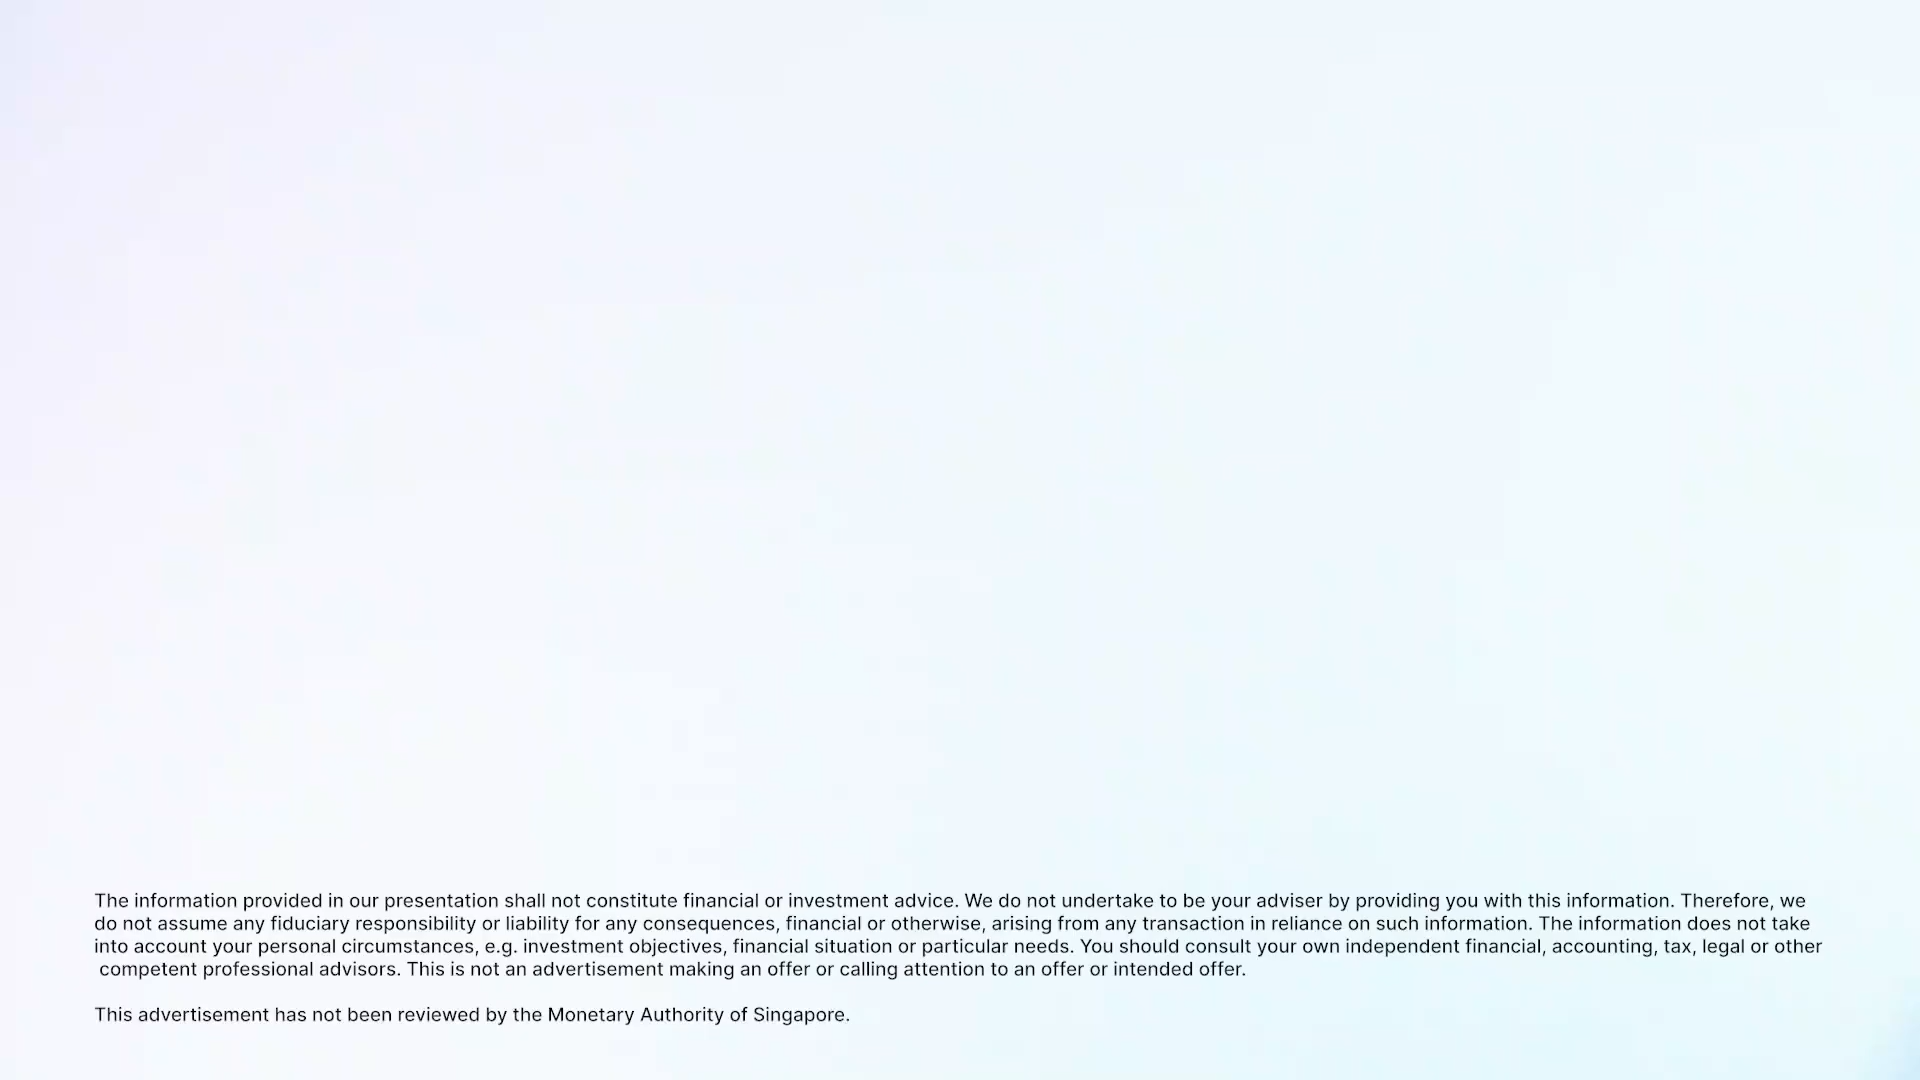 The information provided in our presentation shall not constitute financial or investment advice. We do not undertake to be your adviser by providing you with this information. Therefore, we
do not assume any fiduciary responsibility or liability for any consequences, financial or otherwise, arising from any transaction in reliance on such information. The information does not take
into account your personal circumstances, e.g. investment objectives, financial situation or particular needs. You should consult your own independent financial, accounting, tax, legal or other
competent professional advisors. This is not an advertisement making an offer or calling attention to an offer or intended offer.
This advertisement has not been reviewed by the Monetary Authority of Singapore.